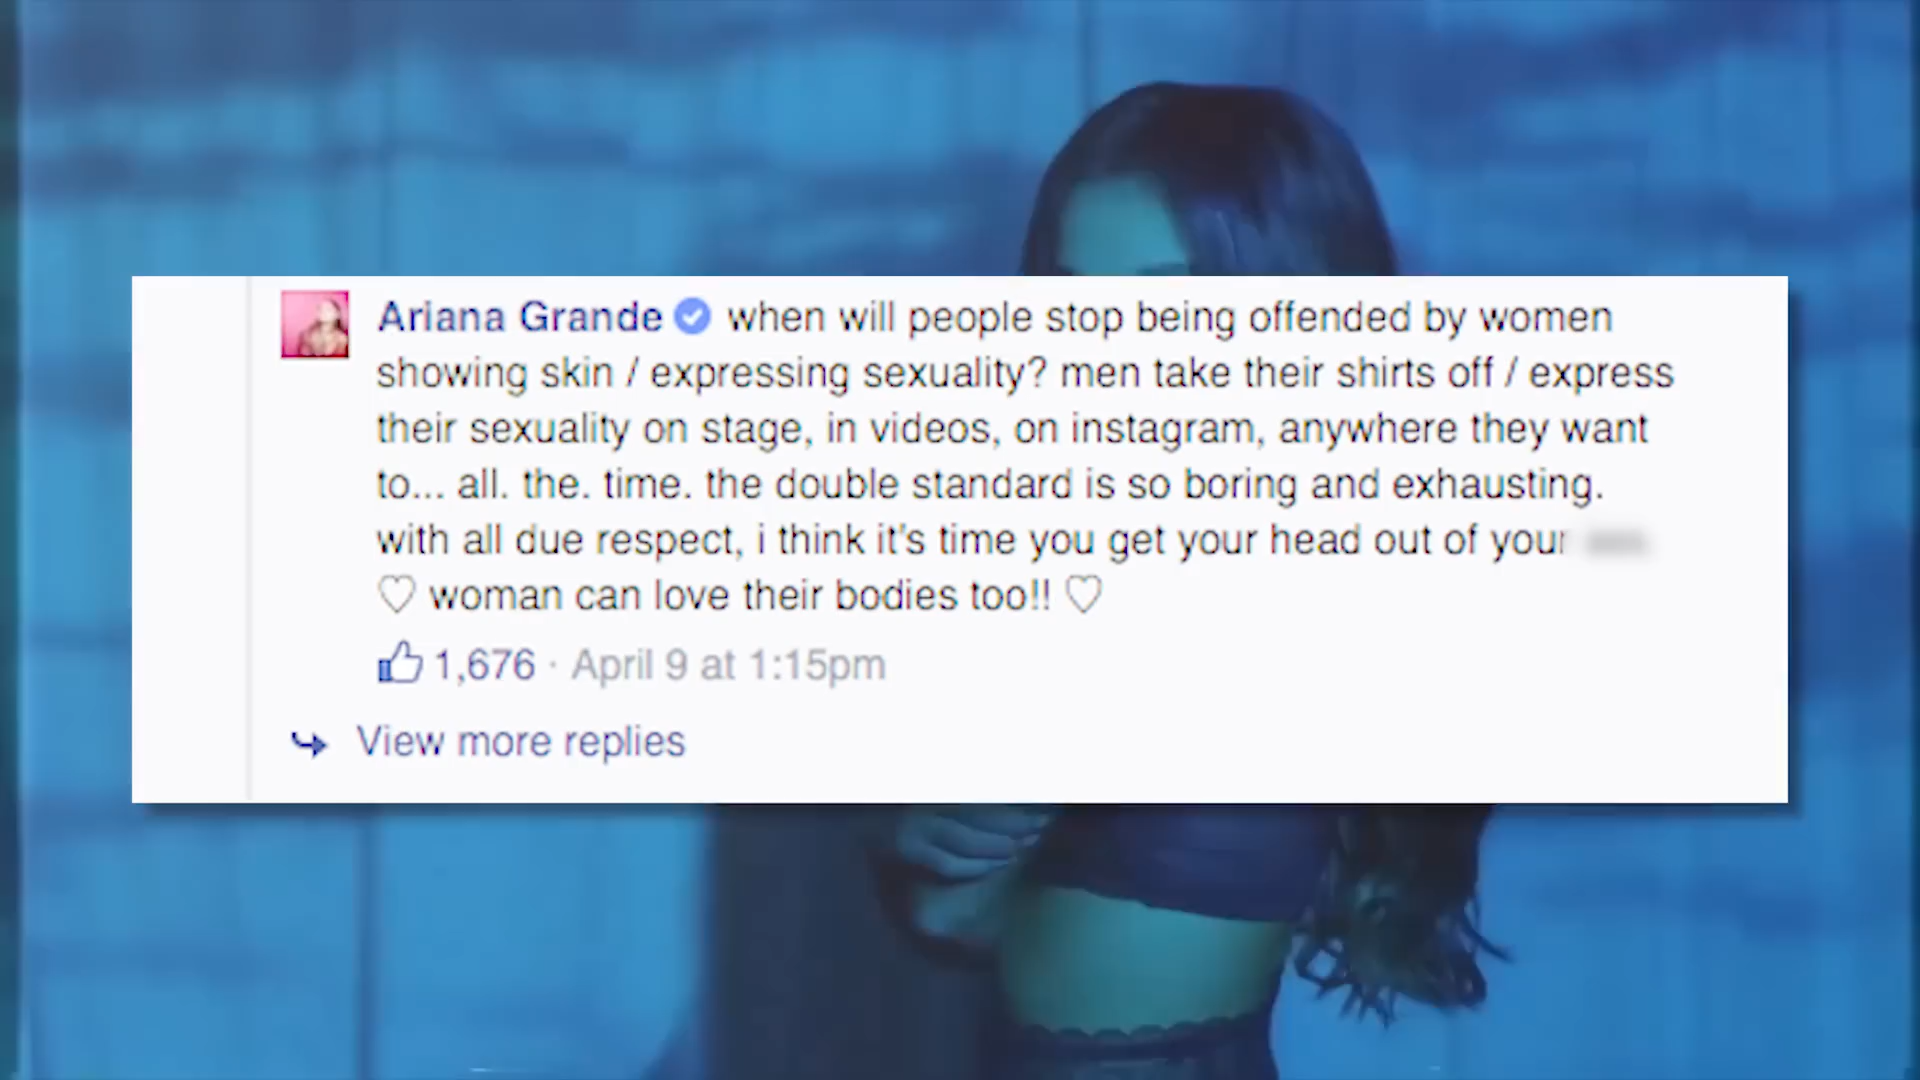 Ariana Grande when will people stop being offended by women
showing skin / expressing sexuality? men take their shirts off / express
their sexuality on stage, in videos, on instagram, anywhere they want
to... all. the. time. the double standard is so boring and exhausting.
with all due respect, i think it's time you get your head out of your
♡ woman can love their bodies too!! ♡
1,676 · April 9 at 1:15pm
View more replies